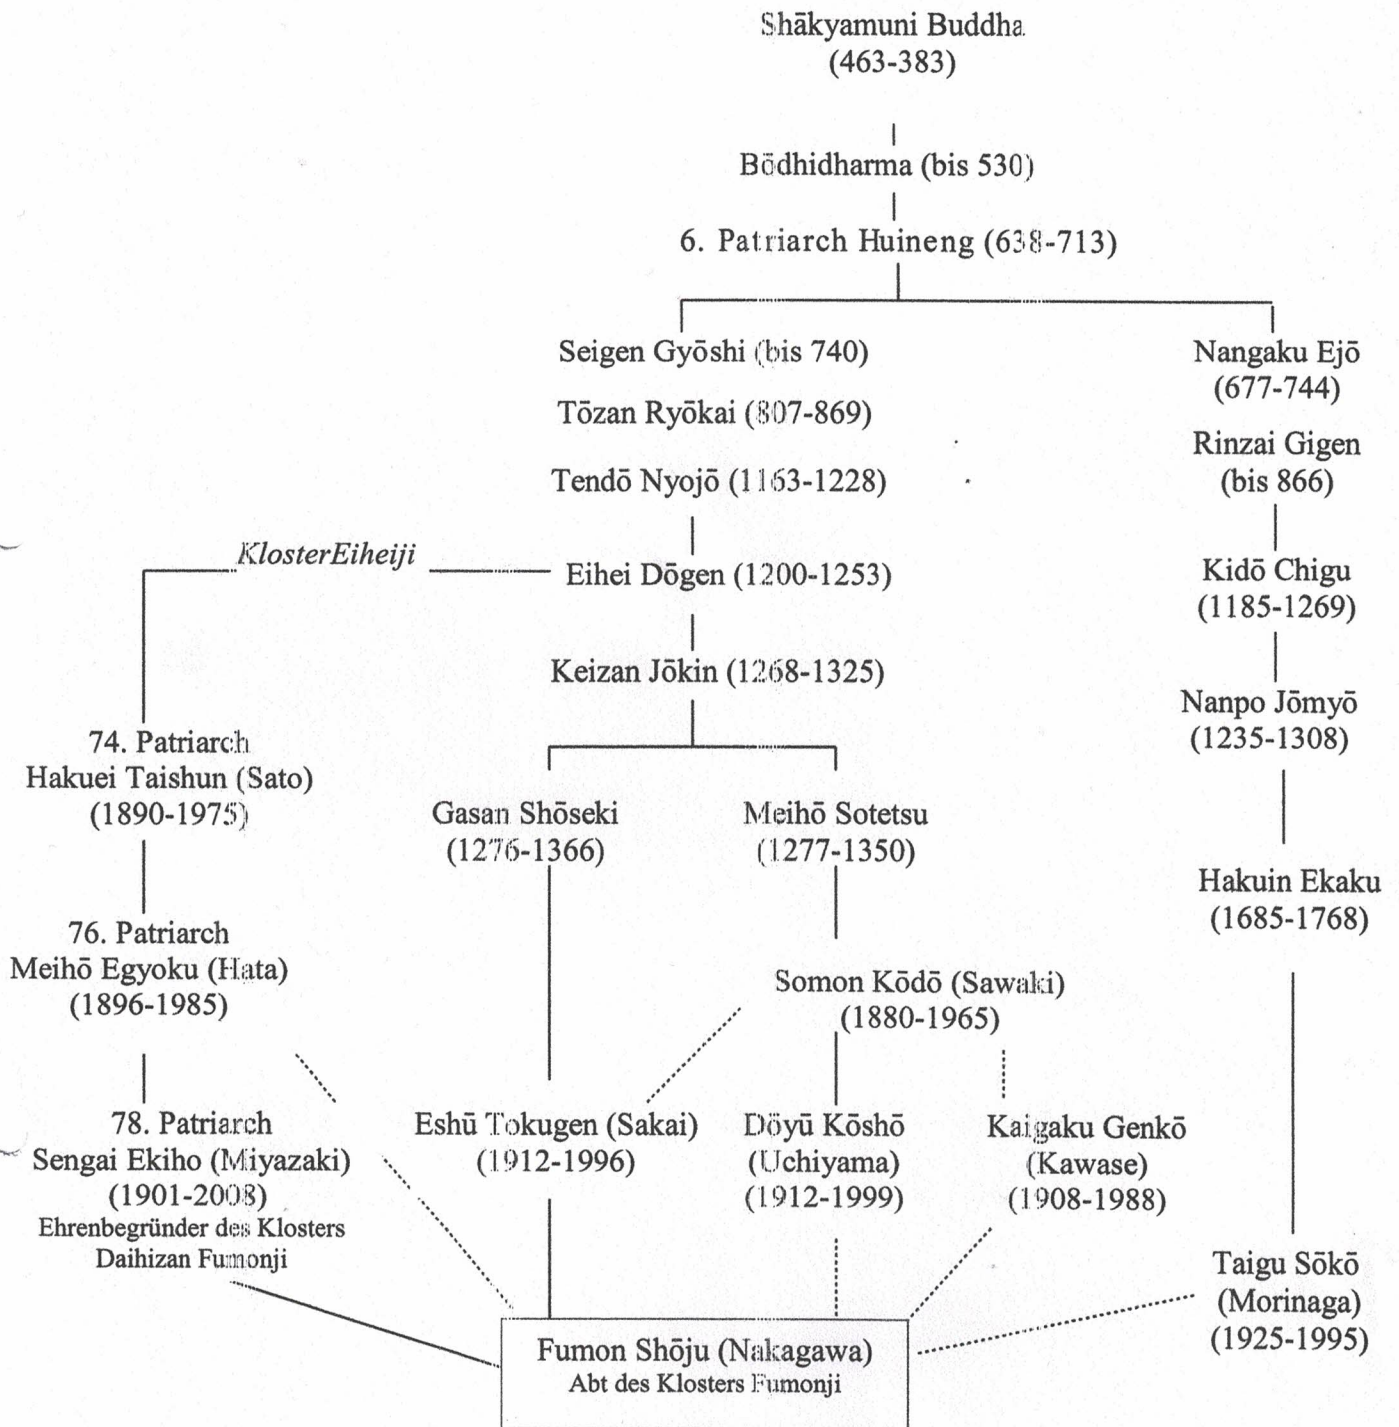 Shākyamuni Buddha
(463-383)
Bōdhidharma (bis 530)
6. Patriarch Huineng (638-713)
Seigen Gyōshi (bis 740)
Tōzan Ryōkai (807-869)
Tendō Nyojō (1163-1228)
KlosterEiheiji
Eihei Dōgen (1200-1253)
Keizan Jōkin (1268-1325)
Nangaku Ejō
(677-744)
Rinzai Gigen
(bis 866)
Kidō Chigu
(1185-1269)
Nanpo Jōmyō
(1235-1308)
Hakuin Ekaku
(1685-1768)
74. Patriarch
Hakuei Taishun (Sato)
(1890-1975)
76. Patriarch
Meihō Egyoku (Hata)
(1896-1985)
78. Patriarch
Sengai Ekiho (Miyazaki)
(1901-2008)
Ehrenbegründer des Klosters
Daihizan Fumonji
Gasan Shōseki
(1276-1366)
Meihō Sotetsu
(1277-1350)
Somon Kōdō (Sawaki)
(1880-1965)
Eshū Tokugen (Sakai)
(1912-1996)
Dōyū Kōshō
(Uchiyama)
(1912-1999)
Kaigaku Genkō
(Kawase)
(1908-1988)
Taigu Sōkō
(Morinaga)
(1925-1995)
Fumon Shōju (Nakagawa)
Abt des Klosters Fumonji